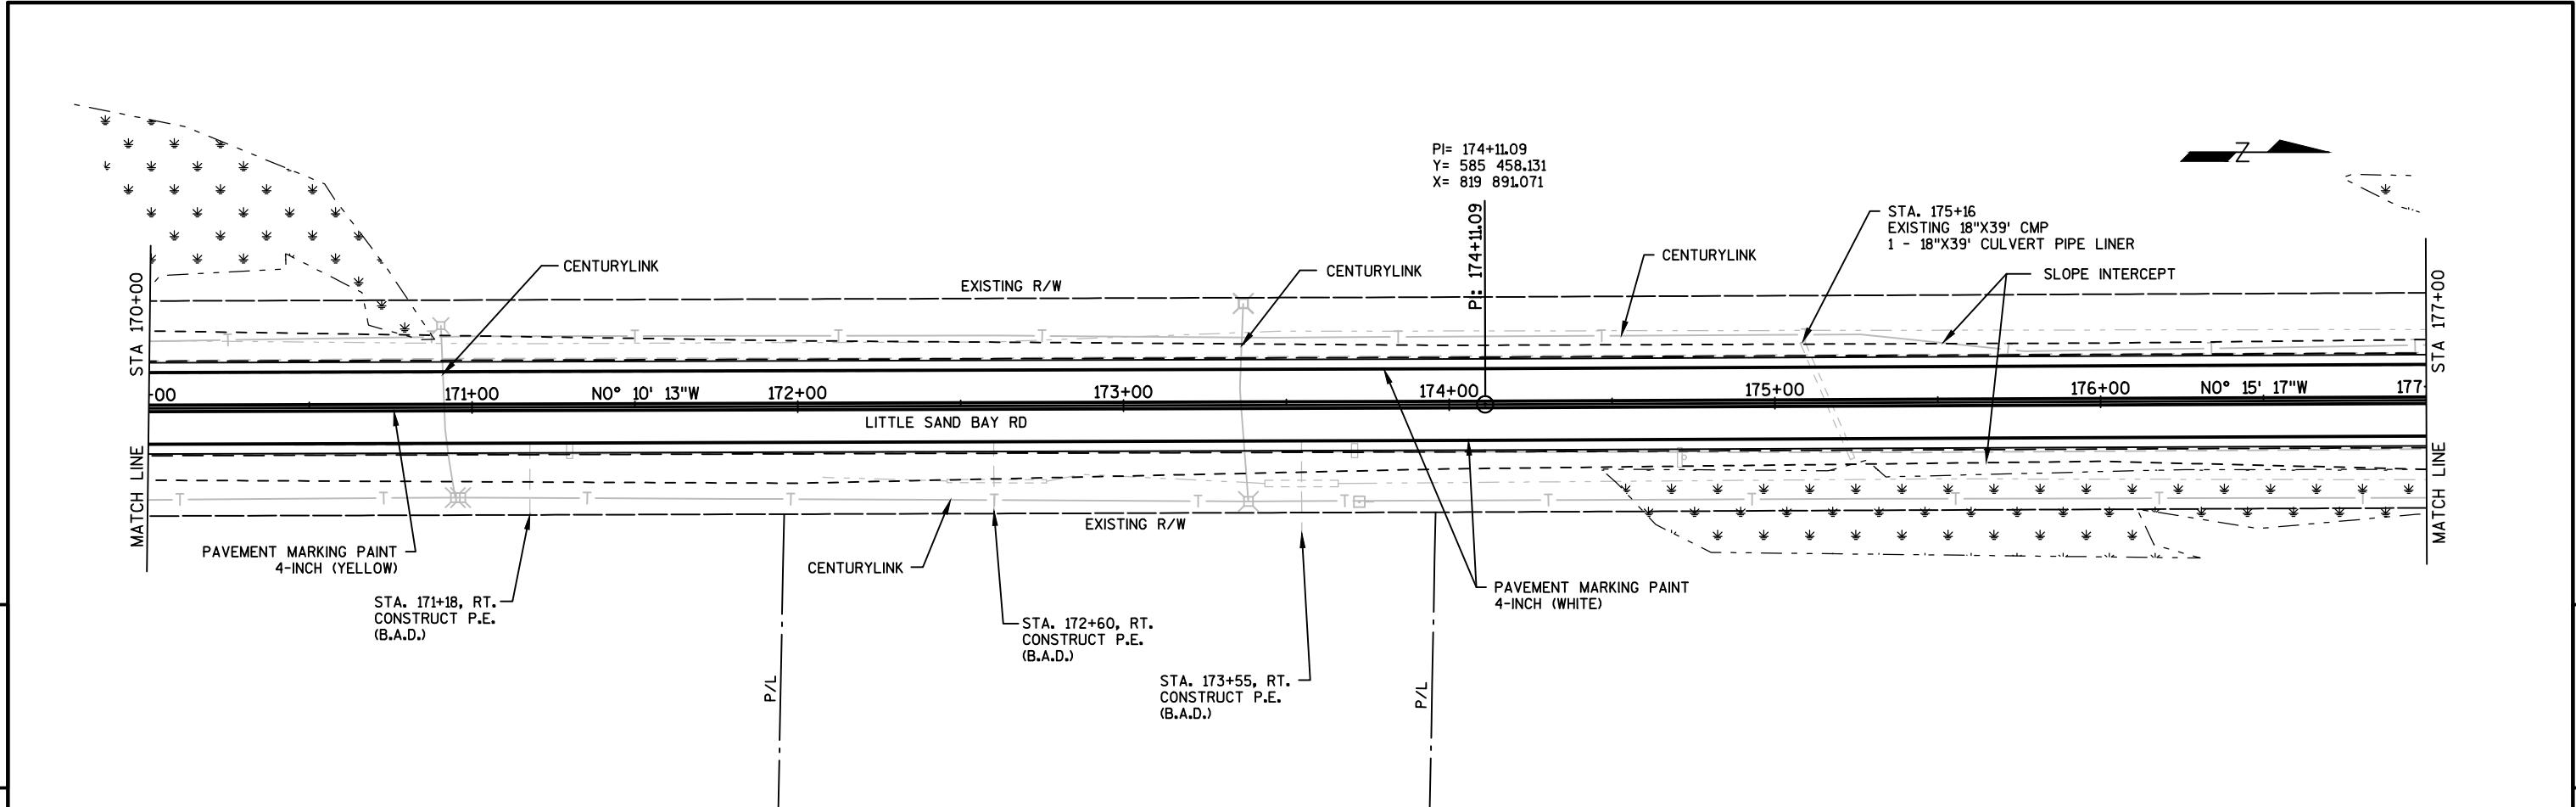 PI= 174+11.09
Y= 585 458.131
X= 819 891.071
Z
PI: 174+11.09
STA. 175+16
EXISTING 18"X39' CMP
1 - 18"X39' CULVERT PIPE LINER
CENTURYLINK
CENTURYLINK
CENTURYLINK
SLOPE INTERCEPT
EXISTING R/W
STA 170+00
STA 177+00
T T T T T T T T T
+00 171+00 N0° 10' 13"W 172+00 173+00 174+00 175+00 176+00 N0° 15' 17"W 177+
LITTLE SAND BAY RD
P
T T T T T T T T T T T T
MATCH LINE
MATCH LINE
EXISTING R/W
PAVEMENT MARKING PAINT
4-INCH (YELLOW)
CENTURYLINK
PAVEMENT MARKING PAINT
4-INCH (WHITE)
STA. 171+18, RT.
CONSTRUCT P.E.
(B.A.D.)
STA. 172+60, RT.
CONSTRUCT P.E.
(B.A.D.)
STA. 173+55, RT.
CONSTRUCT P.E.
(B.A.D.)
P/L
P/L